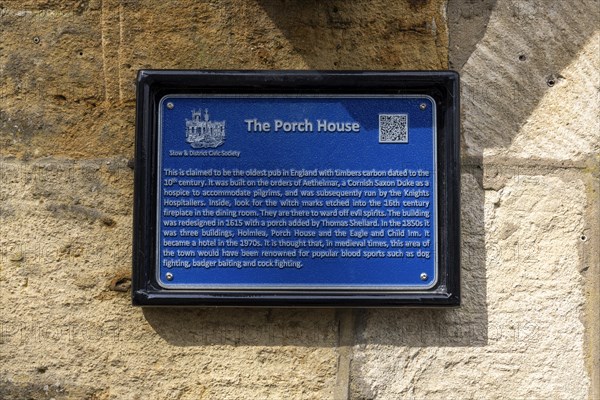 The Porch House
Stow & District Civic Society
This is claimed to be the oldest pub in England with timbers carbon dated to the
10th century. It was built on the orders of Aethelmar, a Cornish Saxon Duke as a
hospice to accommodate pilgrims, and was subsequently run by the Knights
Hospitallers. Inside, look for the witch marks etched into the 16th century
fireplace in the dining room. They are there to ward off evil spirits. The building
was redesigned in 1615 with a porch added by Thomas Shellard. In the 1850s it
was three buildings, Holmlea, Porch House and the Eagle and Child Inn. It
became a hotel in the 1970s. It is thought that, in medieval times, this area of
the town would have been renowned for popular blood sports such as dog
fighting, badger baiting and cock fighting.